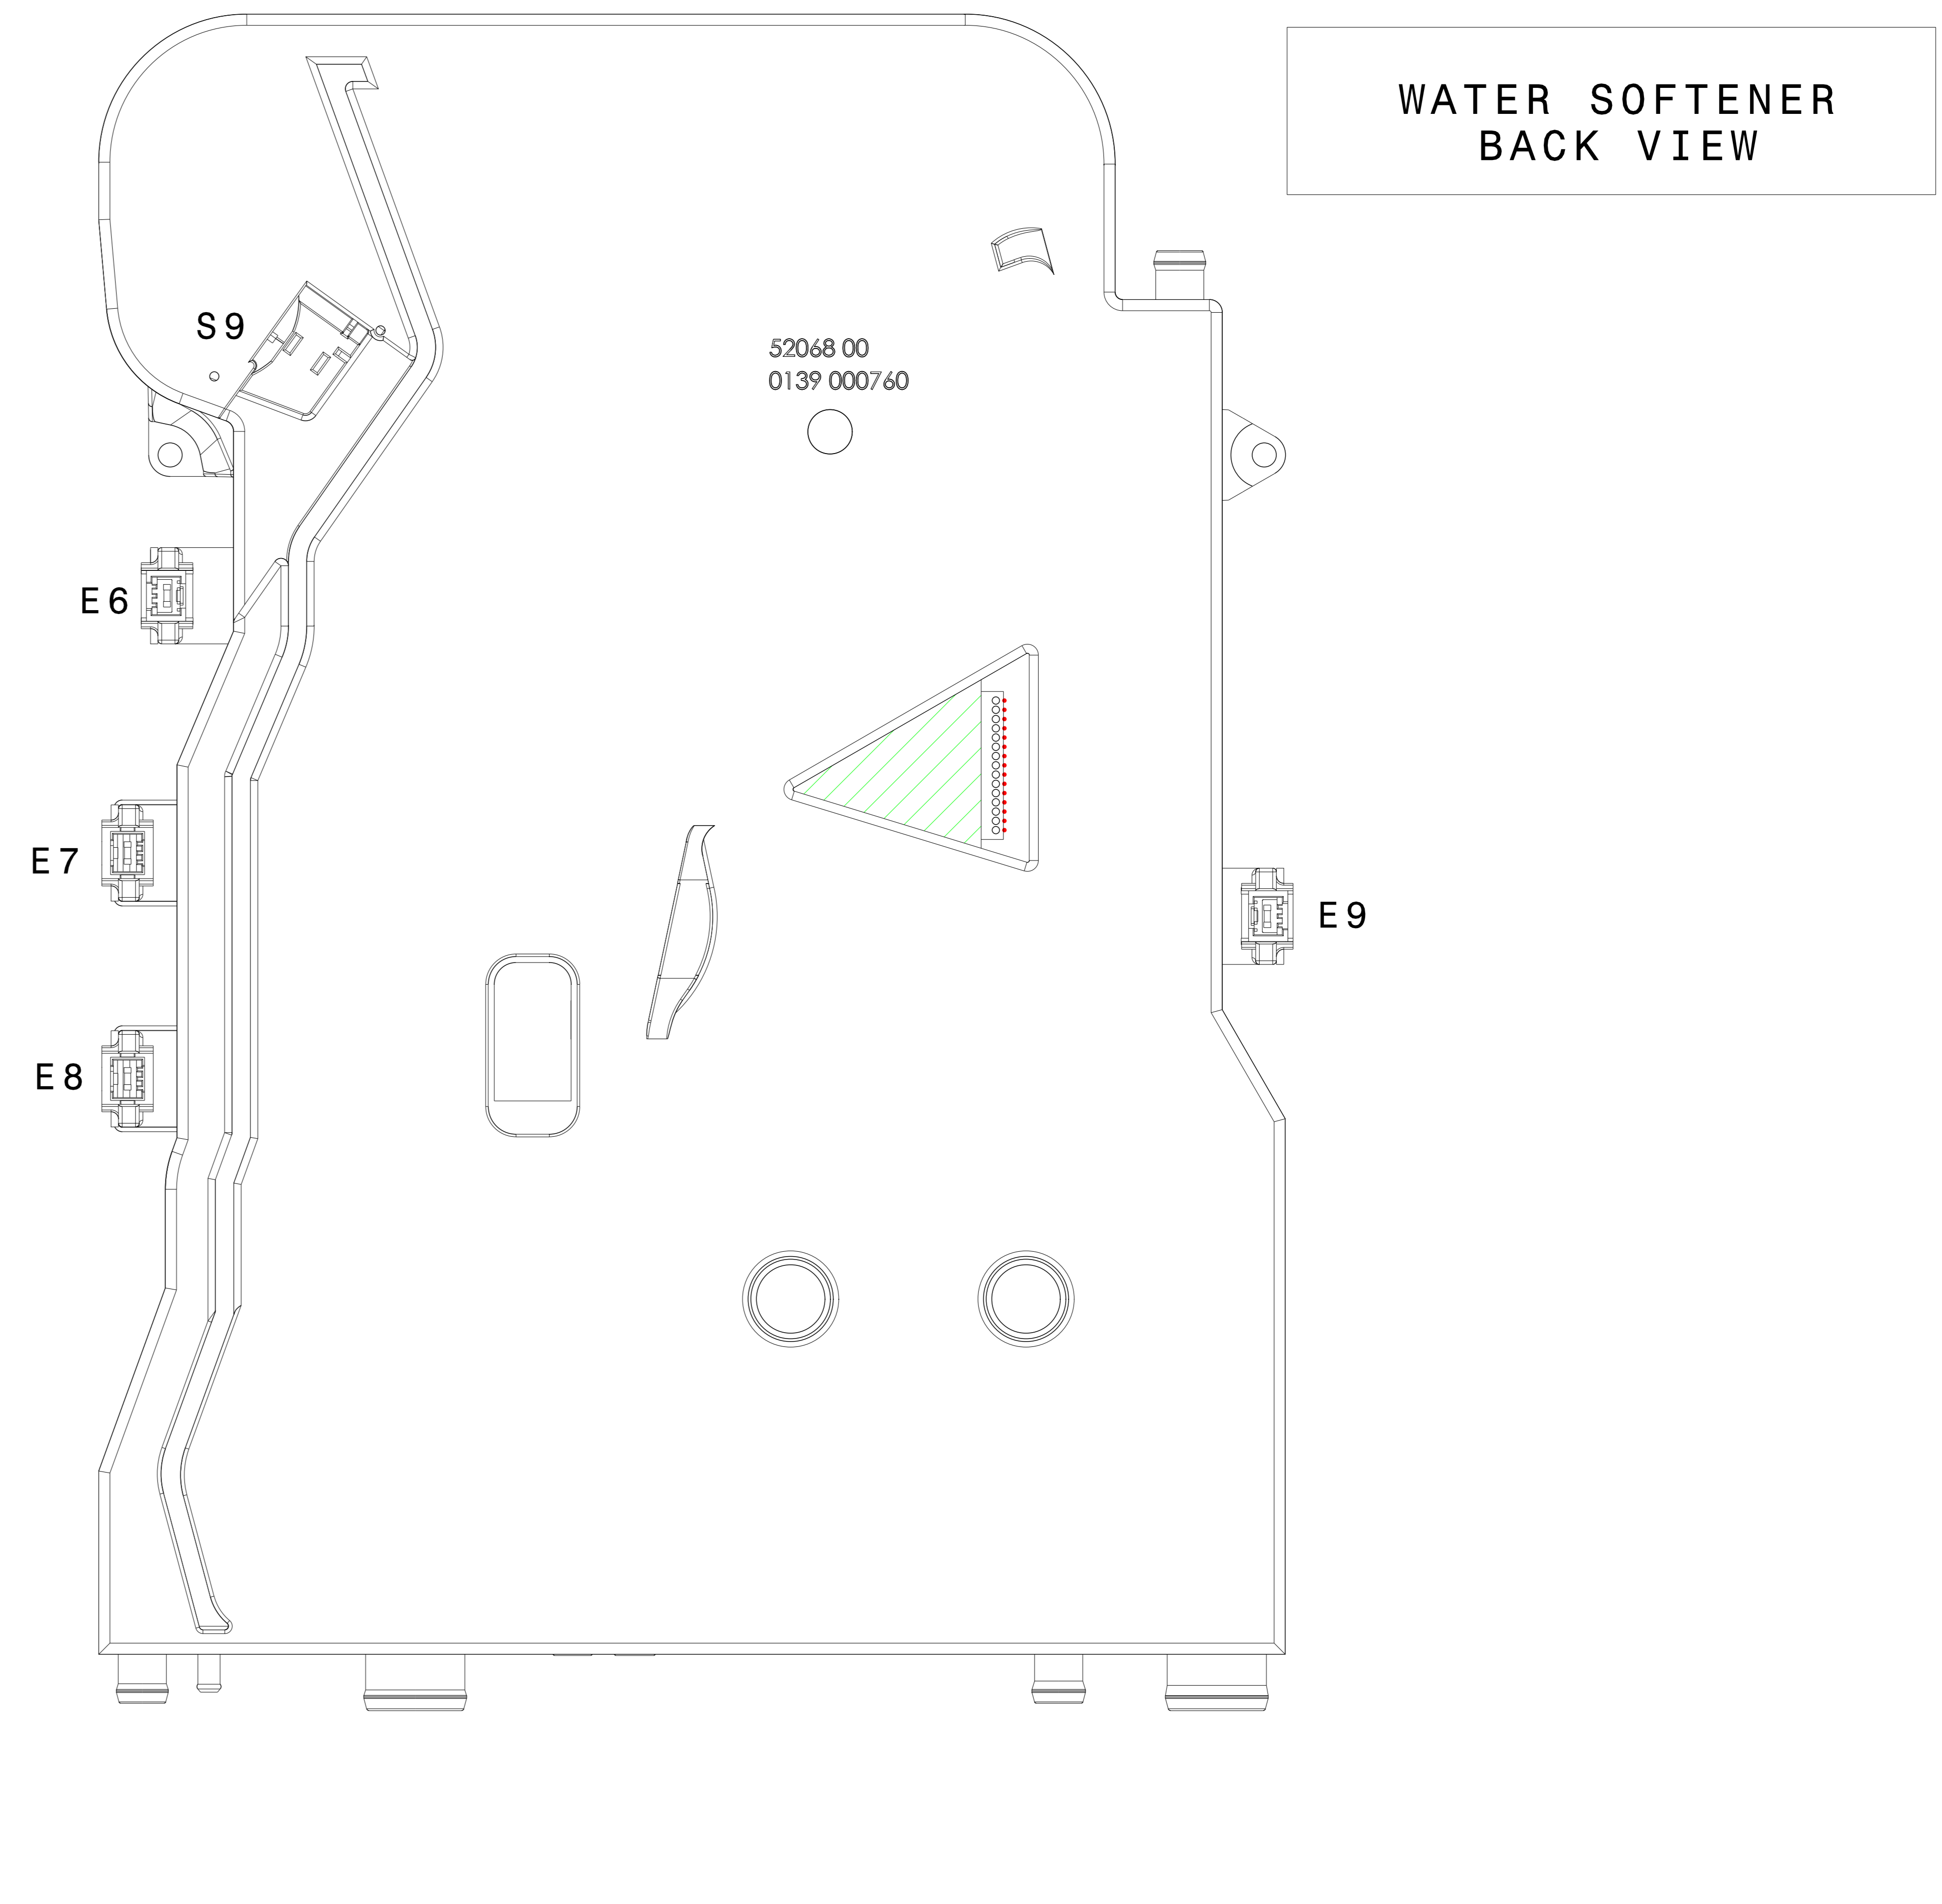 WATER SOFTENER
BACK VIEW
S9
52068 00
0139 000760
E6
E7
E9
E8